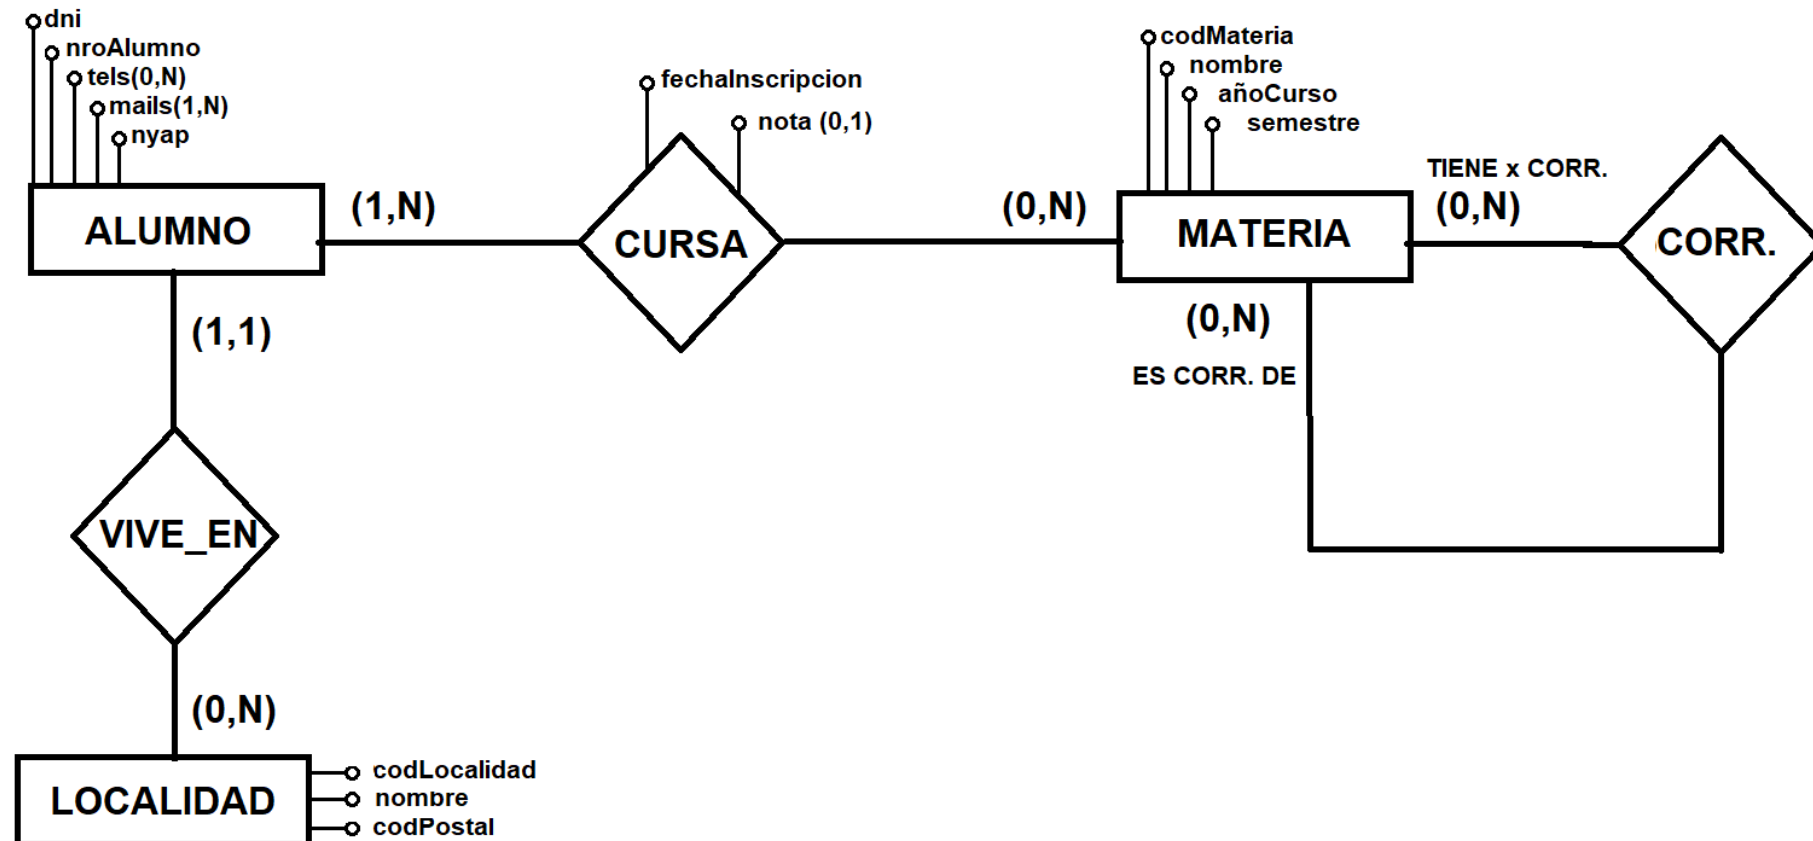 dni
nroAlumno
tels(0,N)
mails(1,N)
nyap
ALUMNO
(1,N)
fechaInscripcion
nota (0,1)
CURSA
(0,N)
codMateria
nombre
añoCurso
semestre
MATERIA
TIENE x CORR.
(0,N)
CORR.
(0,N)
ES CORR. DE
(1,1)
VIVE_EN
(0,N)
LOCALIDAD
codLocalidad
nombre
codPostal